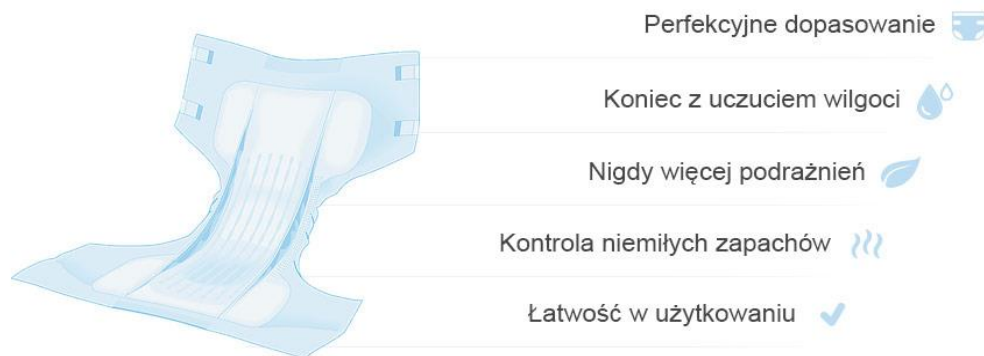 Perfekcyjne dopasowanie
Koniec z uczuciem wilgoci
Nigdy więcej podrażnień
Kontrola niemiłych zapachów
Łatwość w użytkowaniu